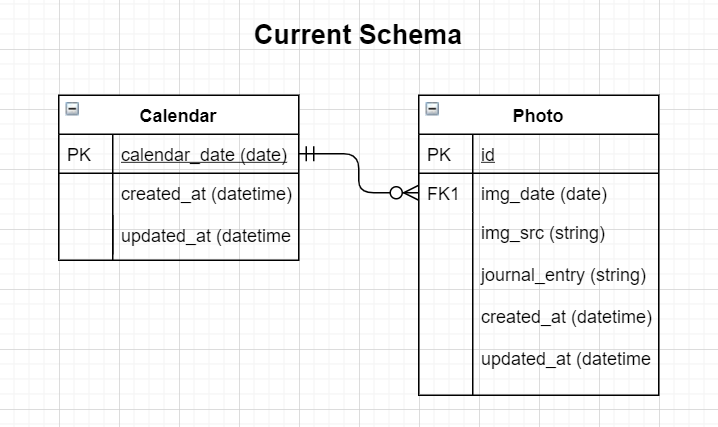 Current Schema
Calendar
PK calendar_date (date)
created_at (datetime)
updated_at (datetime
Photo
PK id
FK1 img_date (date)
img_src (string)
journal_entry (string)
created_at (datetime)
updated_at (datetime